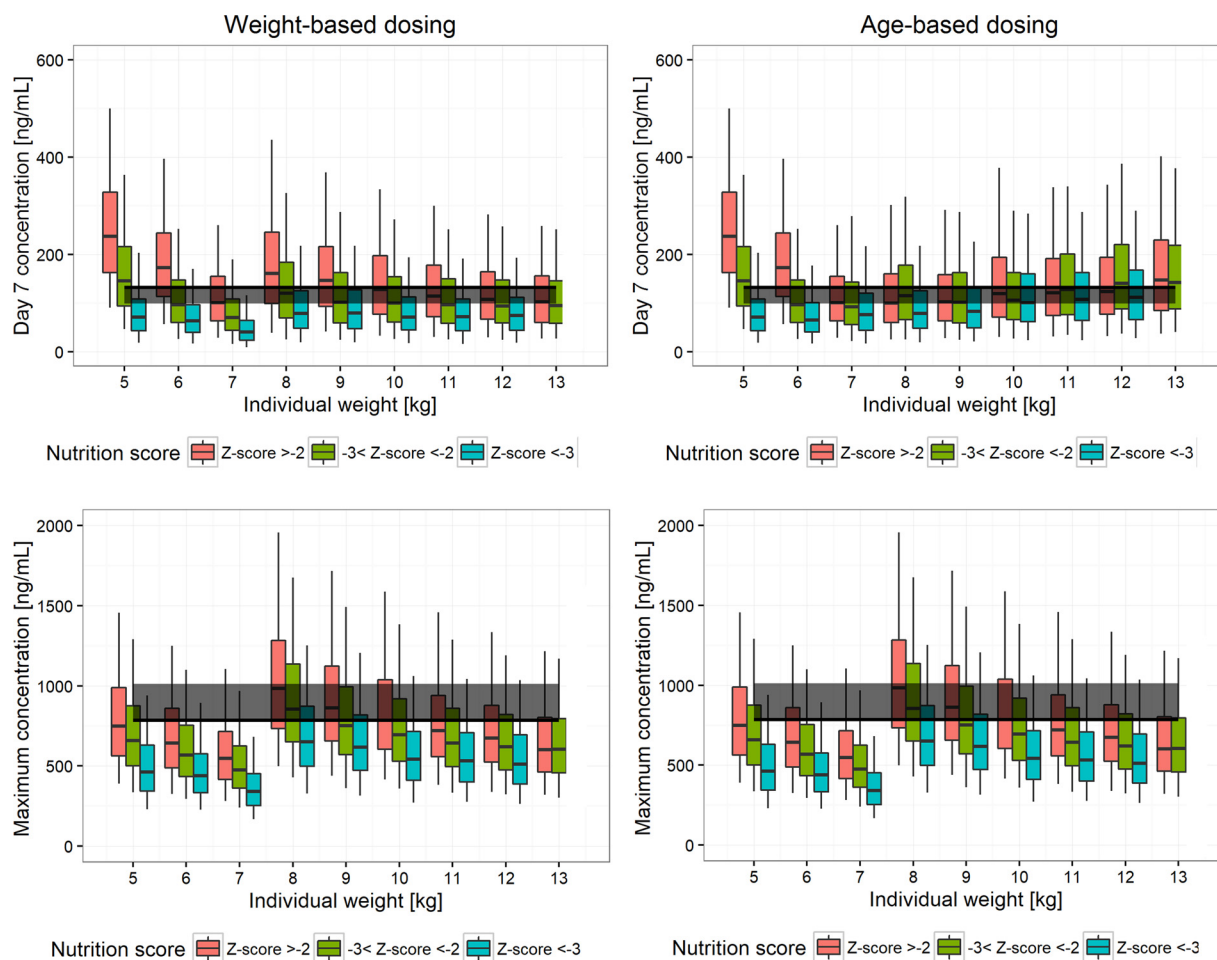 Weight-based dosing
Day 7 concentration [ng/mL]
600
400
200
0
5 6 7 8 9 10 11 12 13
Individual weight [kg]
Nutrition score Z-score >-2 -3< Z-score <-2 Z-score <-3
Age-based dosing
Day 7 concentration [ng/mL]
600
400
200
0
5 6 7 8 9 10 11 12 13
Individual weight [kg]
Nutrition score Z-score >-2 -3< Z-score <-2 Z-score <-3
Maximum concentration [ng/mL]
2000
1500
1000
500
0
5 6 7 8 9 10 11 12 13
Individual weight [kg]
Nutrition score Z-score >-2 -3< Z-score <-2 Z-score <-3
Maximum concentration [ng/mL]
2000
1500
1000
500
0
5 6 7 8 9 10 11 12 13
Individual weight [kg]
Nutrition score Z-score >-2 -3< Z-score <-2 Z-score <-3